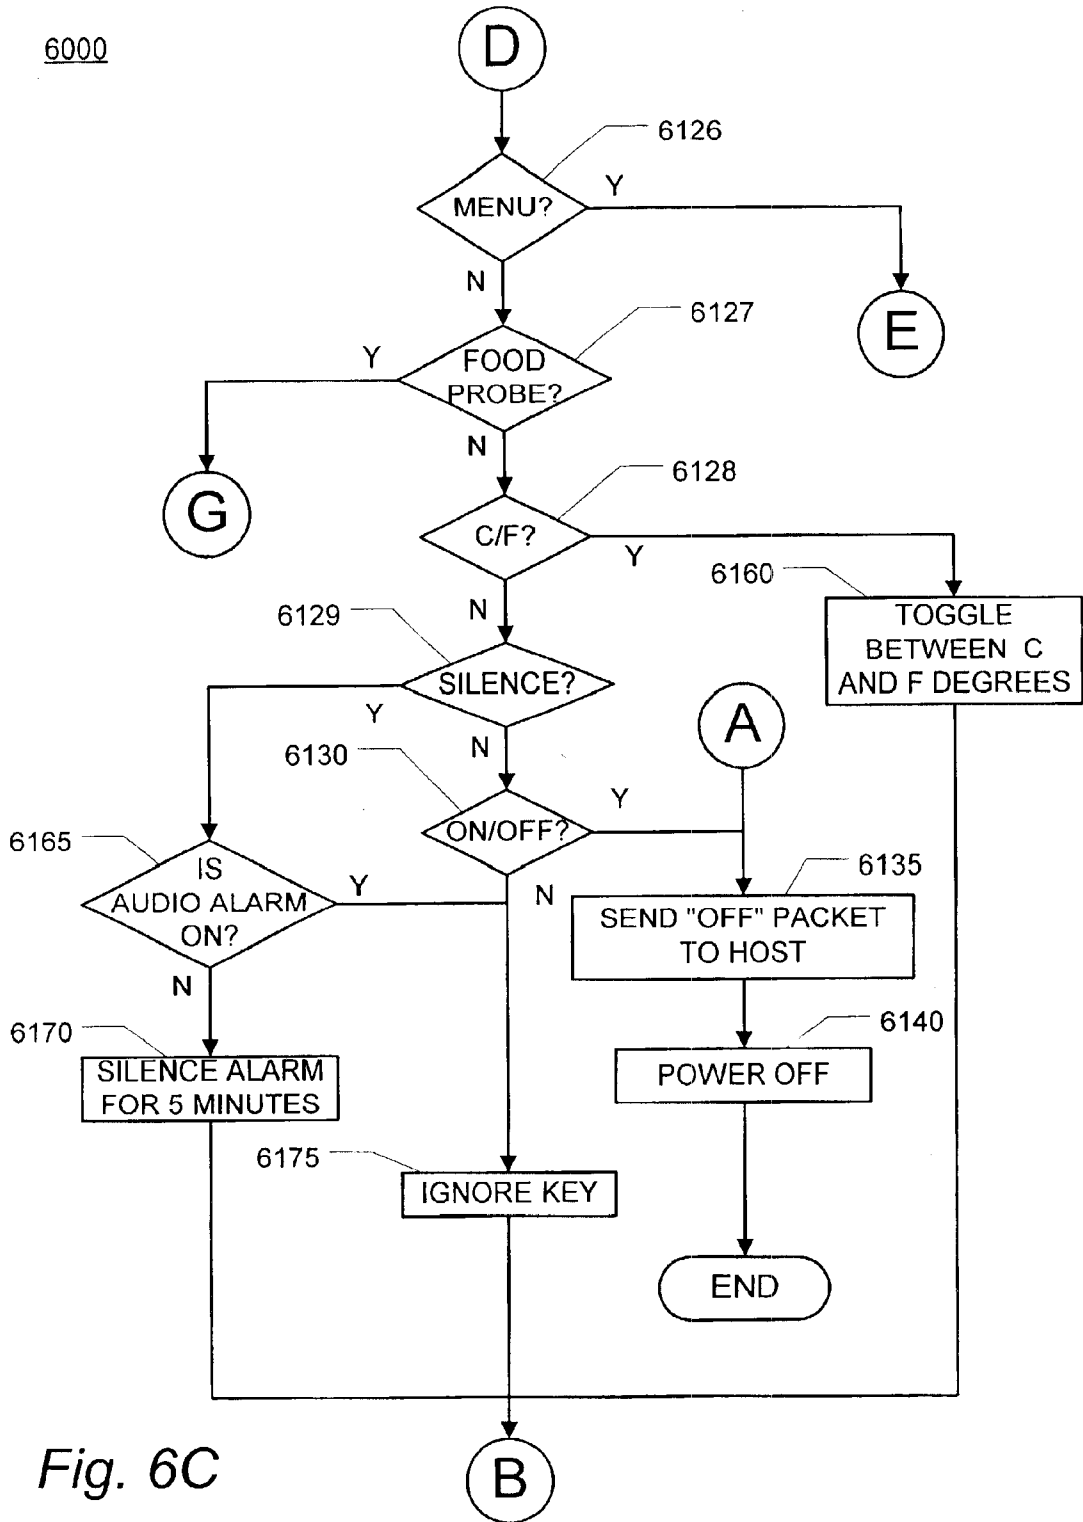 6000
D
6126
MENU?
Y
N
E
6127
Y
FOOD
PROBE?
N
G
6128
C/F?
Y
6160
N
TOGGLE
BETWEEN C
AND F DEGREES
6129
SILENCE?
Y
N
A
6130
ON/OFF?
Y
N
6165
IS
AUDIO ALARM
ON?
Y
N
6135
SEND "OFF" PACKET
TO HOST
6170
SILENCE ALARM
FOR 5 MINUTES
6140
POWER OFF
6175
IGNORE KEY
END
B
Fig. 6C